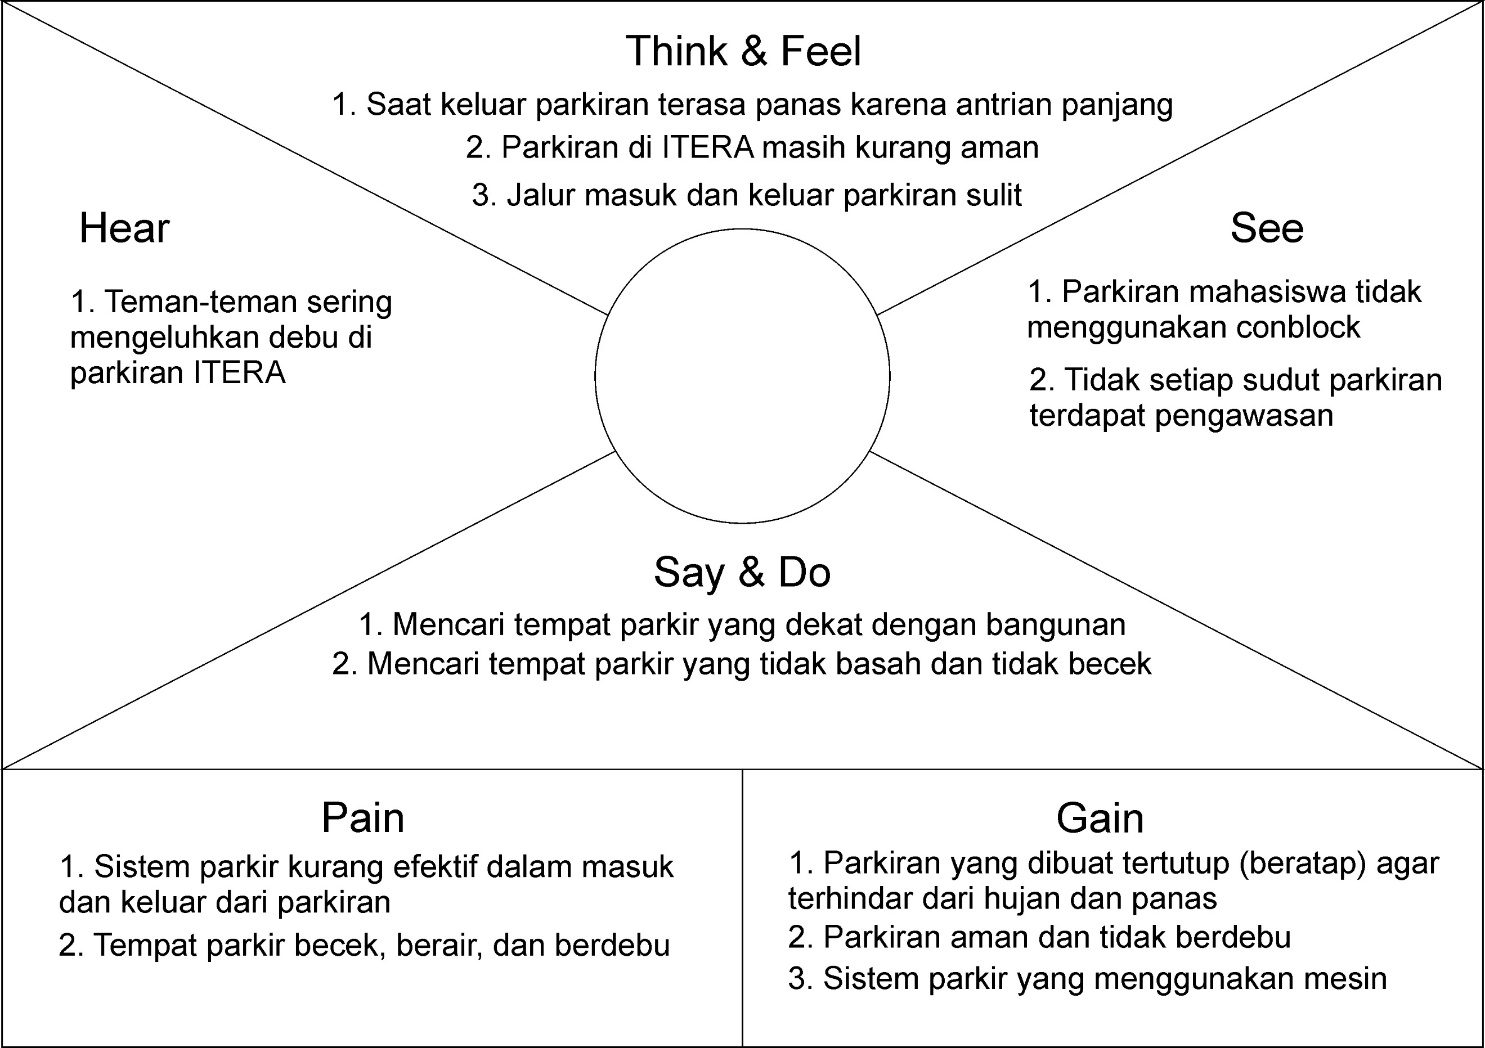 Think & Feel
1. Saat keluar parkiran terasa panas karena antrian panjang
2. Parkiran di ITERA masih kurang aman
3. Jalur masuk dan keluar parkiran sulit
Hear
1. Teman-teman sering
mengeluhkan debu di
parkiran ITERA
See
1. Parkiran mahasiswa tidak
menggunakan conblock
2. Tidak setiap sudut parkiran
terdapat pengawasan
Say & Do
1. Mencari tempat parkir yang dekat dengan bangunan
2. Mencari tempat parkir yang tidak basah dan tidak becek
Pain
1. Sistem parkir kurang efektif dalam masuk
dan keluar dari parkiran
2. Tempat parkir becek, berair, dan berdebu
Gain
1. Parkiran yang dibuat tertutup (beratap) agar
terhindar dari hujan dan panas
2. Parkiran aman dan tidak berdebu
3. Sistem parkir yang menggunakan mesin